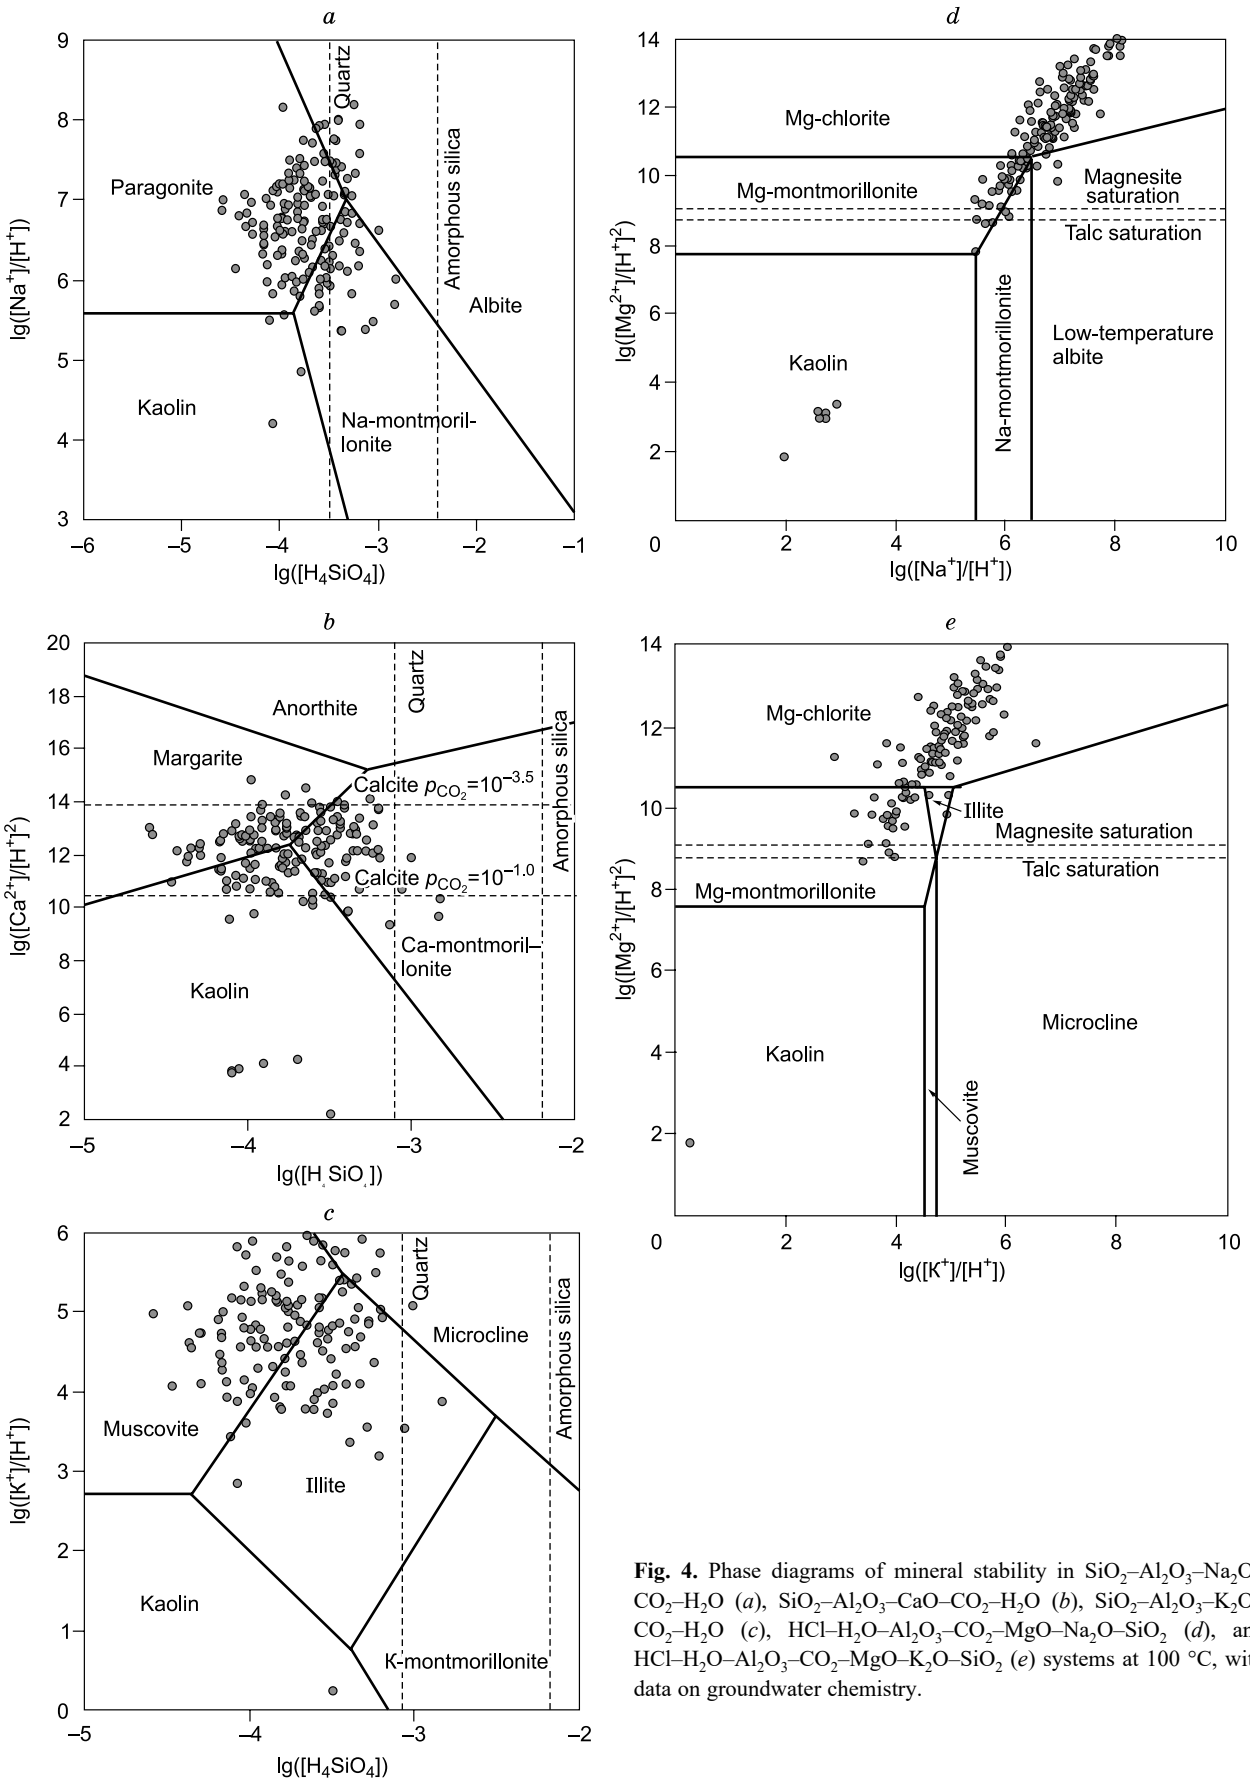 a
9
8
7
6
5
4
3
–6
–5
–4
–3
–2
–1
lg([Na+]/[H+])
lg([H4SiO4])
Paragonite
Kaolin
Quartz
Amorphous silica
Albite
Na-montmoril-
lonite
d
14
12
10
8
6
4
2
0
2
4
6
8
10
lg([Mg2+]/[H+]2)
lg([Na+]/[H+])
Mg-chlorite
Mg-montmorillonite
Magnesite
saturation
Talc saturation
Kaolin
Na-montmorillonite
Low-temperature
albite
b
20
18
16
14
12
10
8
6
4
2
–5
–4
–3
–2
lg([Ca2+]/[H+]2)
lg([H4SiO4])
Anorthite
Margarite
Quartz
Amorphous silica
Calcite pCO2=10–3.5
Calcite pCO2=10–1.0
Ca-montmoril–
lonite
Kaolin
e
14
12
10
8
6
4
2
0
2
4
6
8
10
lg([Mg2+]/[H+]2)
lg([K+]/[H+])
Mg-chlorite
Illite
Magnesite saturation
Talc saturation
Mg-montmorillonite
Kaolin
Muscovite
Microcline
c
6
5
4
3
2
1
0
–5
–4
–3
–2
lg([K+]/[H+])
lg([H4SiO4])
Quartz
Amorphous silica
Microcline
Muscovite
Illite
Kaolin
K-montmorillonite
Fig. 4. Phase diagrams of mineral stability in SiO2–Al2O3–Na2O
CO2–H2O (a), SiO2–Al2O3–CaO–CO2–H2O (b), SiO2–Al2O3–K2O
CO2–H2O (c), HCl–H2O–Al2O3–CO2–MgO–Na2O–SiO2 (d), an
HCl–H2O–Al2O3–CO2–MgO–K2O–SiO2 (e) systems at 100 °C, wit
data on groundwater chemistry.